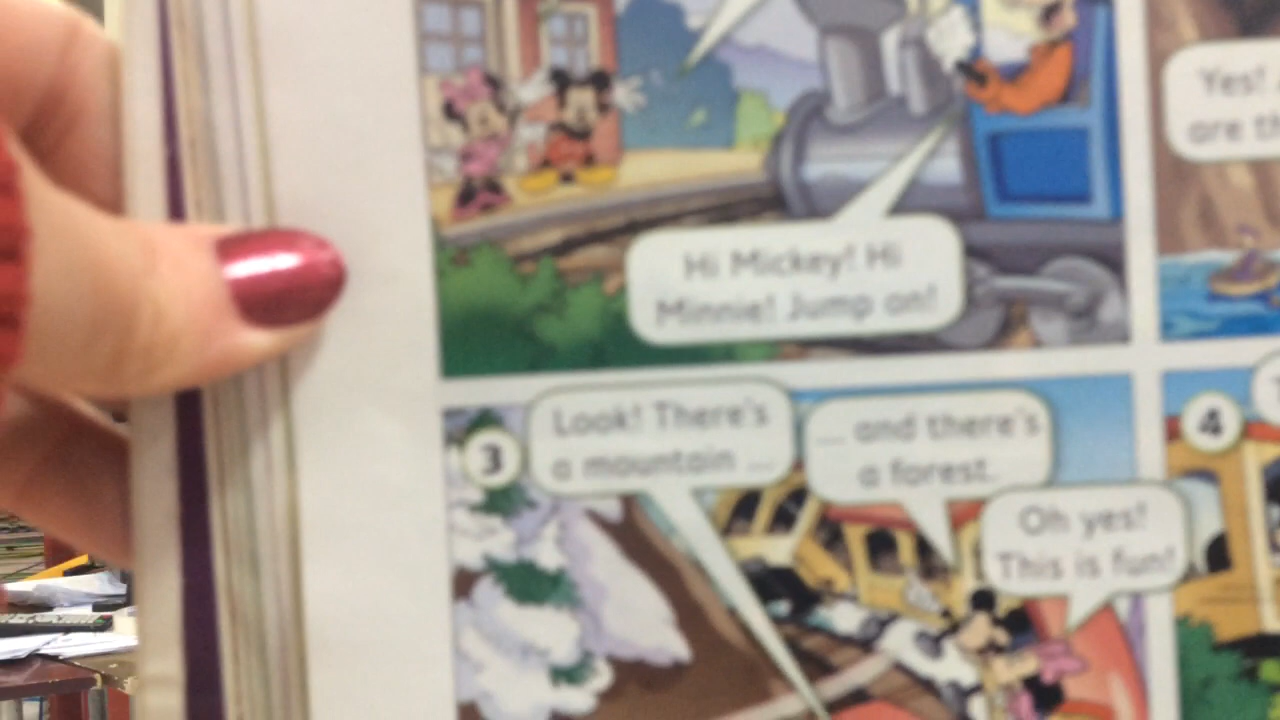 Hi Mickey! Hi
Minnie! Jump on!
Yes!
are
3
Look! There's
a mountain ...
... and there's
a forest.
Oh yes!
This is fun!
4